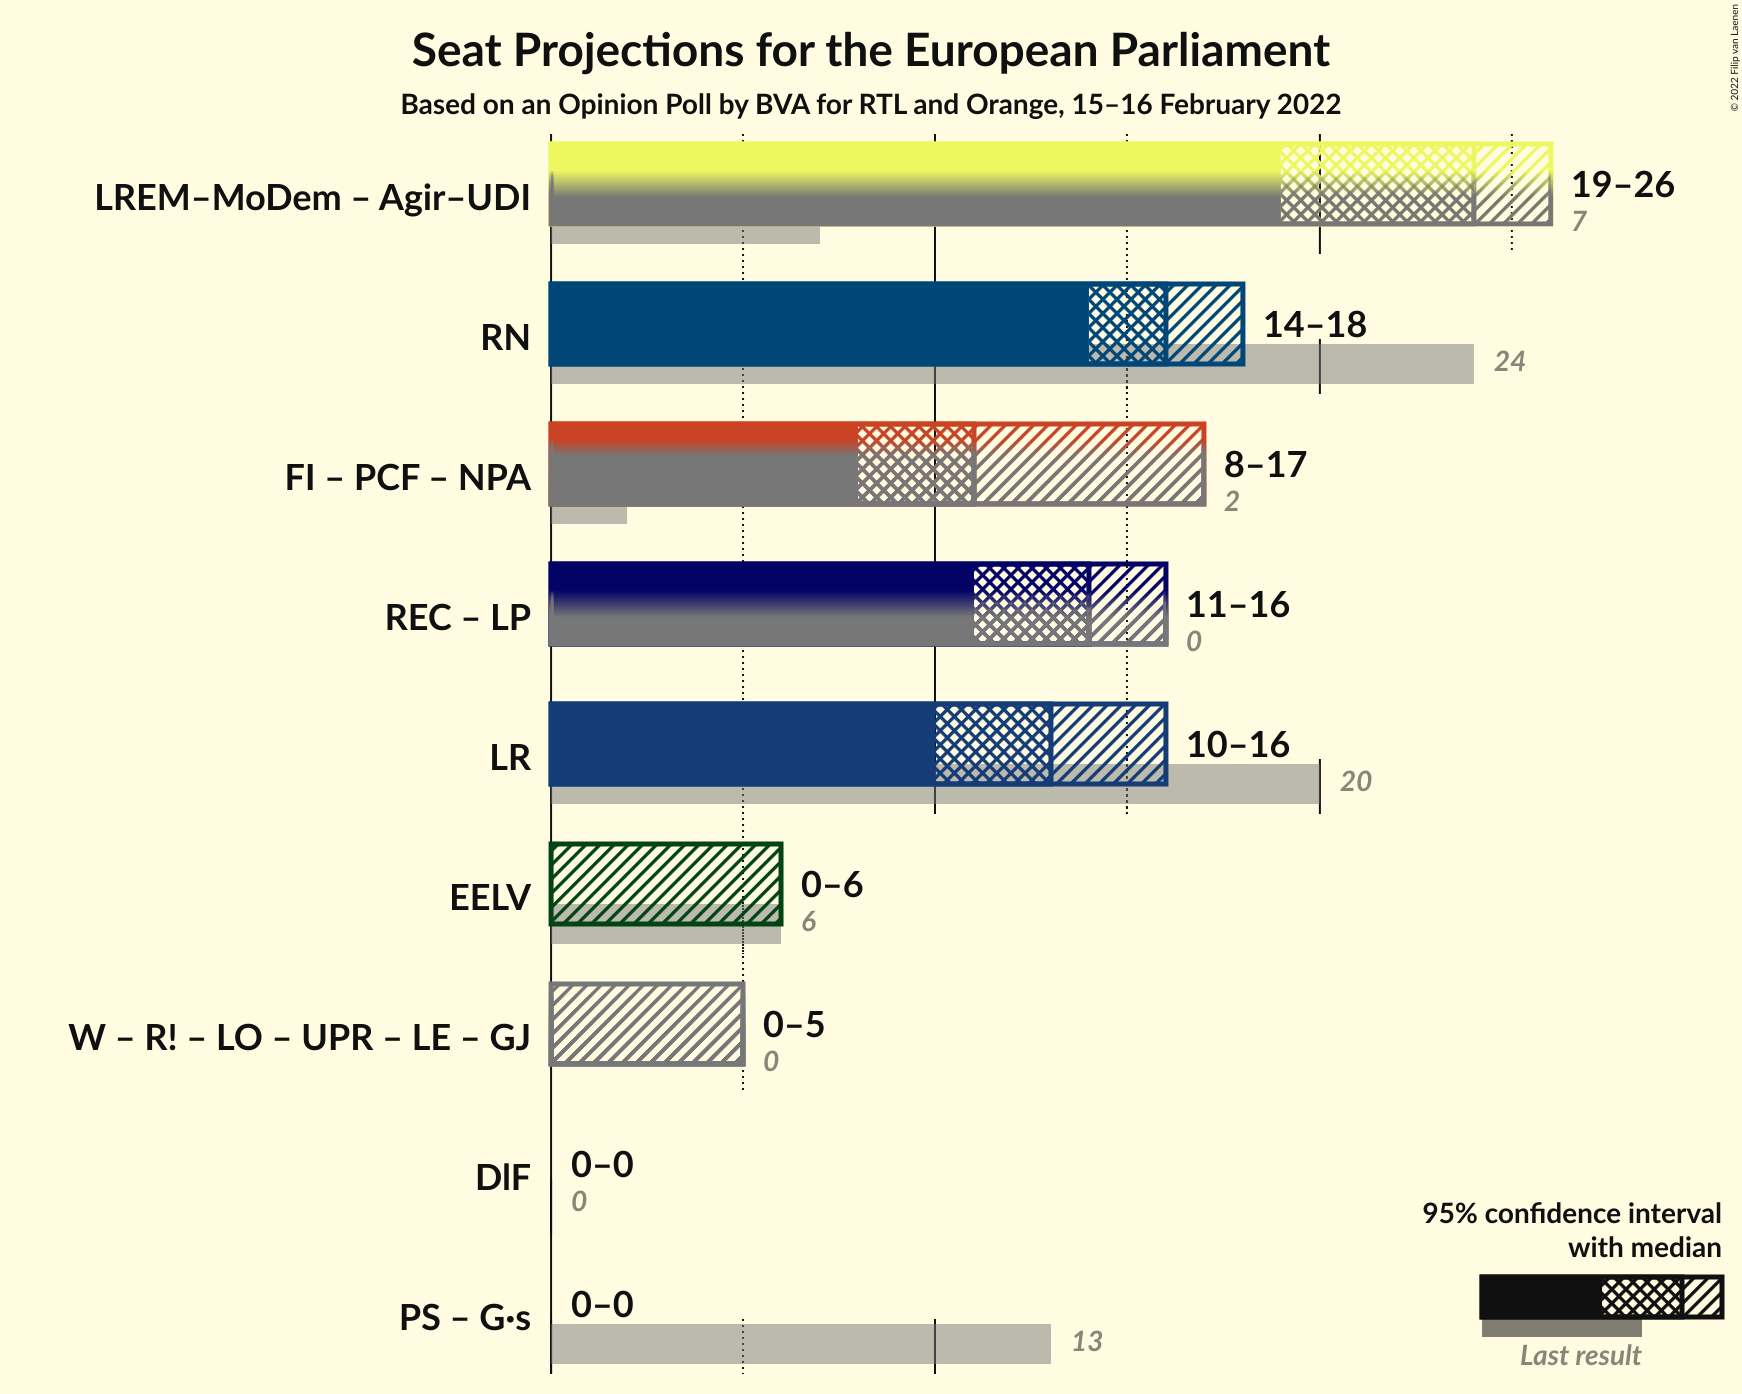 Seat Projections for the European Parliament
Based on an Opinion Poll by BVA for RTL and Orange, 15–16 February 2022
© 2022 Filip van Laenen
LREM–MoDem – Agir–UDI
19–26
7
RN
14–18
24
FI – PCF – NPA
8–17
2
REC – LP
11–16
0
LR
10–16
20
EELV
0–6
6
W – R! – LO – UPR – LE – GJ
0–5
0
DIF
0–0
0
PS – G·s
0–0
13
95% confidence interval
with median
Last result